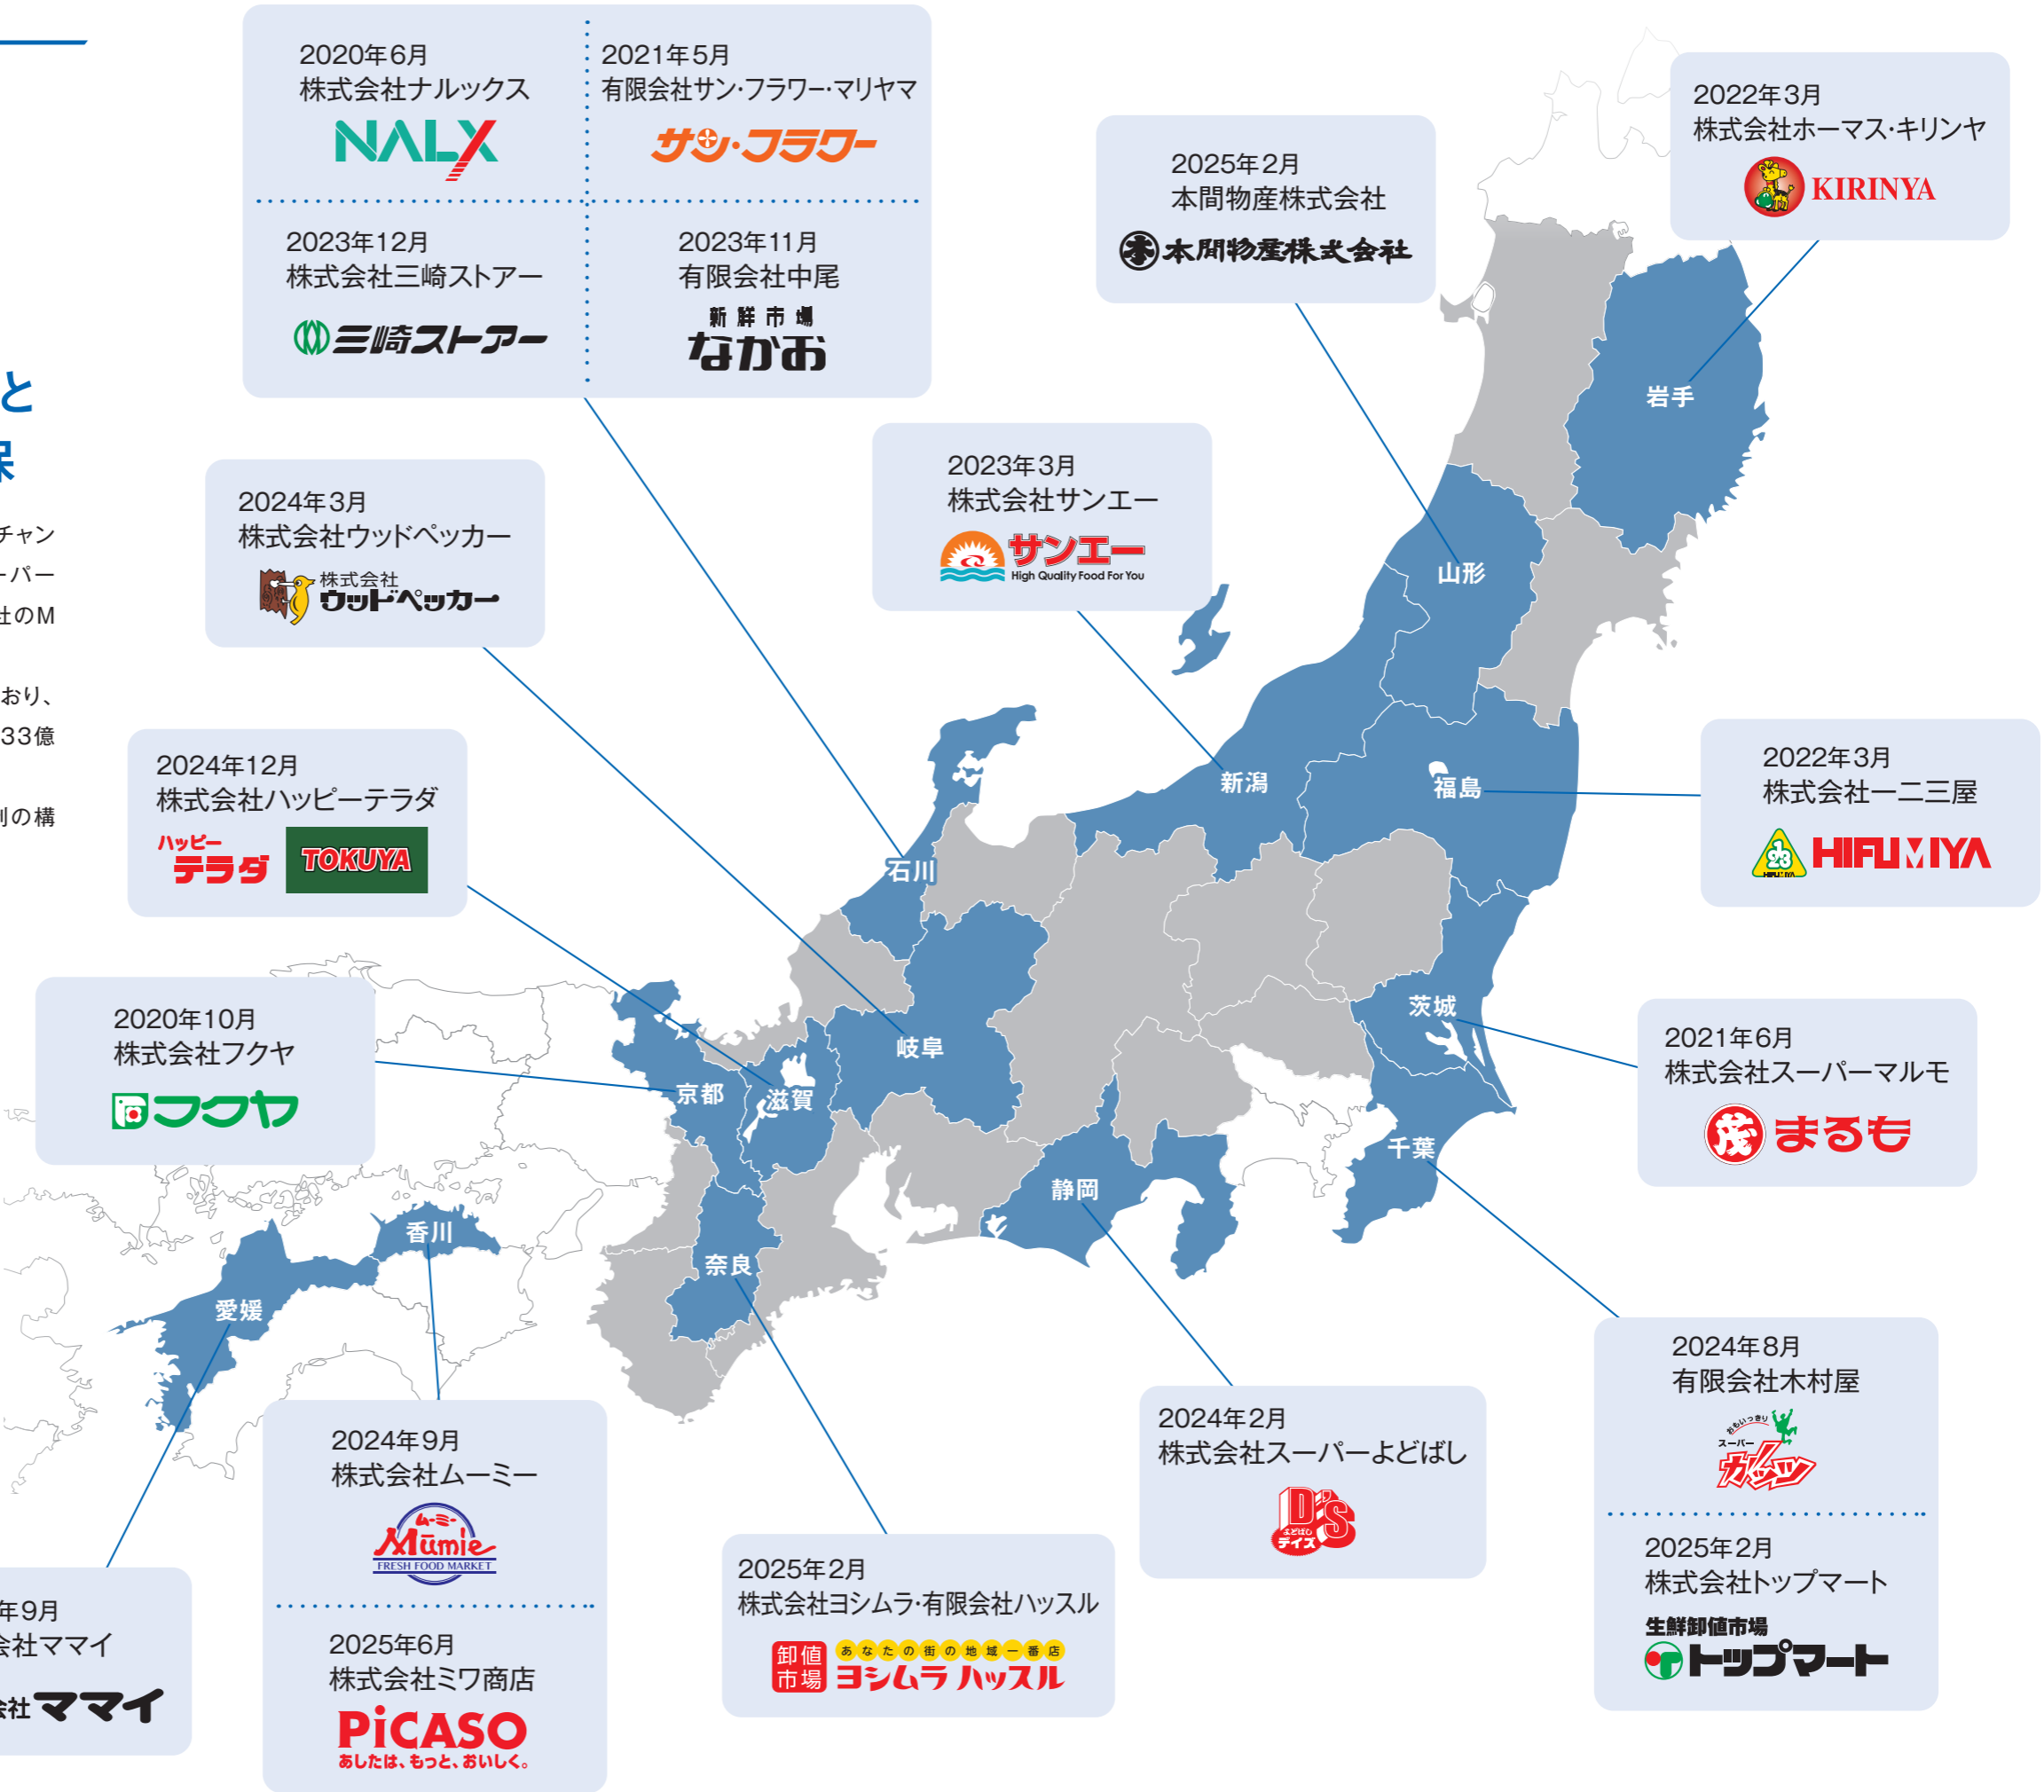 と
保
チャン
ーパー
社のM
おり、
33億
別の構
2020年6月
株式会社ナルックス
NALX
2021年5月
有限会社サン・フラワー・マリヤマ
サン・フラワー
2023年12月
株式会社三崎ストアー
三崎ストアー
2023年11月
有限会社中尾
新鮮市場
なかお
2025年2月
本間物産株式会社
本 本間物産株式会社
2022年3月
株式会社ホーマス・キリンヤ
KIRINYA
2024年3月
株式会社ウッドペッカー
株式会社
ウッドペッカー
2023年3月
株式会社サンエー
サンエー
High Quality Food For You
2024年12月
株式会社ハッピーテラダ
ハッピー
テラダ
TOKUYA
2022年3月
株式会社一二三屋
123
HIFUMIYA
HIFUMIYA
2020年10月
株式会社フクヤ
フクヤ
2021年6月
株式会社スーパーマルモ
茂 まるも
岩手
山形
新潟
福島
石川
茨城
岐阜
京都
滋賀
千葉
静岡
香川
奈良
愛媛
2024年8月
有限会社木村屋
おもいっきり
スーパー
ガッツ
2025年2月
株式会社トップマート
生鮮卸値市場
トップマート
2024年2月
株式会社スーパーよどばし
D'S
よどばし
デイズ
2025年2月
株式会社ヨシムラ・有限会社ハッスル
卸値
市場
あなたの街の地域一番店
ヨシムラ ハッスル
2024年9月
株式会社ムーミー
ムーミー
Mūmie
FRESH FOOD MARKET
2025年6月
株式会社ミワ商店
PiCASO
あしたは、もっと、おいしく。
年9月
会社ママイ
会社ママイ